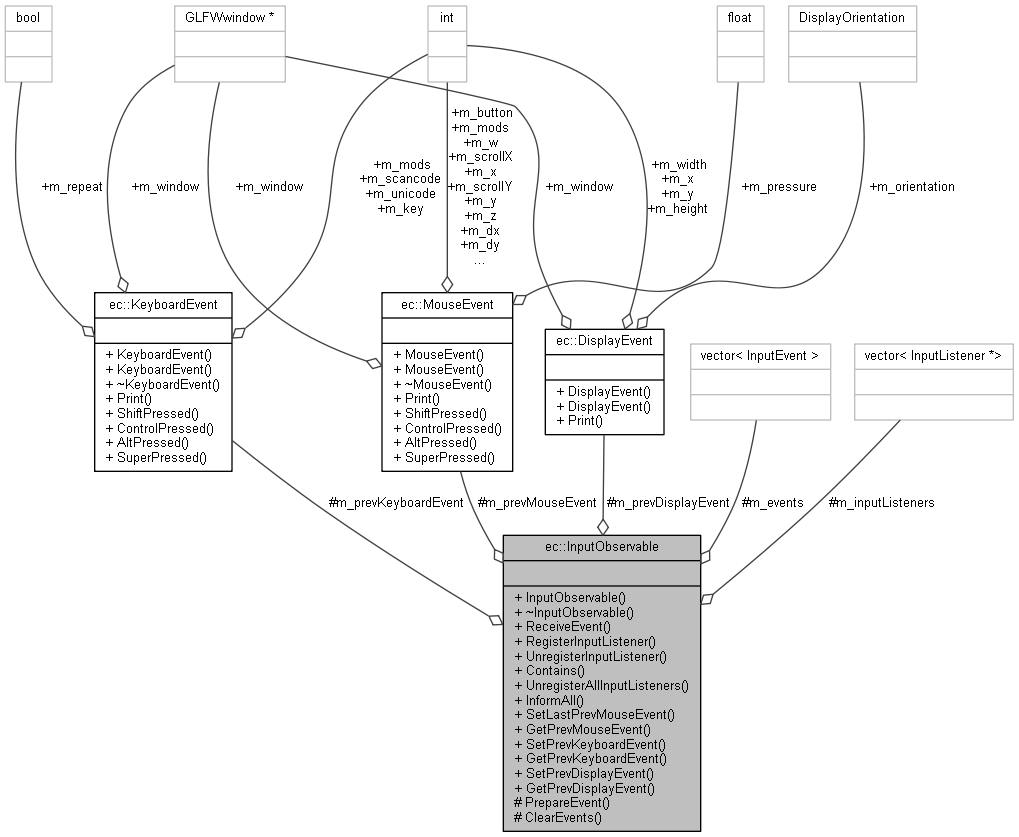 bool
GLFWwindow *
int
float
DisplayOrientation
+m_button
+m_mods
+m_w
+m_scrollX
+m_x
+m_scrollY
+m_y
+m_z
+m_dx
+m_dy
...
+m_mods
+m_scancode
+m_unicode
+m_key
+m_width
+m_x
+m_y
+m_height
+m_repeat
+m_window
+m_window
+m_window
+m_pressure
+m_orientation
ec::KeyboardEvent
+ KeyboardEvent()
+ KeyboardEvent()
+ ~KeyboardEvent()
+ Print()
+ ShiftPressed()
+ ControlPressed()
+ AltPressed()
+ SuperPressed()
ec::MouseEvent
+ MouseEvent()
+ MouseEvent()
+ ~MouseEvent()
+ Print()
+ ShiftPressed()
+ ControlPressed()
+ AltPressed()
+ SuperPressed()
ec::DisplayEvent
+ DisplayEvent()
+ DisplayEvent()
+ Print()
vector< InputEvent >
vector< InputListener *>
#m_prevKeyboardEvent
#m_prevMouseEvent
#m_prevDisplayEvent
#m_events
#m_inputListeners
ec::InputObservable
+ InputObservable()
+ ~InputObservable()
+ ReceiveEvent()
+ RegisterInputListener()
+ UnregisterInputListener()
+ Contains()
+ UnregisterAllInputListeners()
+ InformAll()
+ SetLastPrevMouseEvent()
+ GetPrevMouseEvent()
+ SetPrevKeyboardEvent()
+ GetPrevKeyboardEvent()
+ SetPrevDisplayEvent()
+ GetPrevDisplayEvent()
# PrepareEvent()
# ClearEvents()